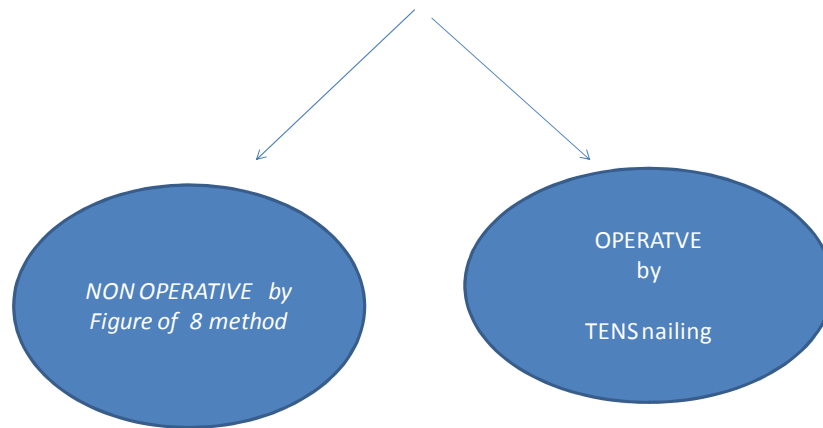 NON OPERATIVE by
Figure of 8 method
OPERATVE
by
TENS nailing